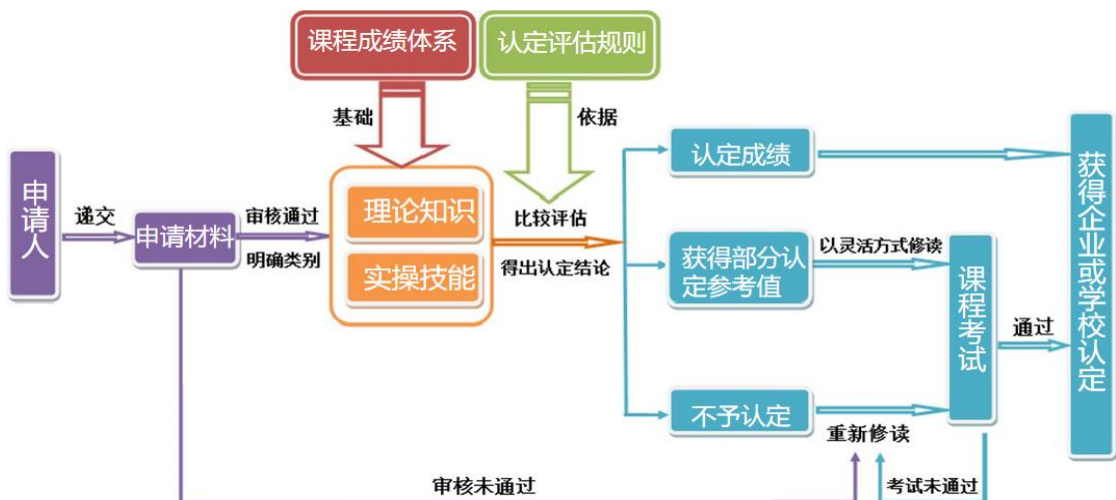 课程成绩体系
认定评估规则
基础
依据
申请人
递交
申请材料
审核通过
明确类别
理论知识
实操技能
比较评估
得出认定结论
认定成绩
获得部分认
定参考值
以灵活方式修读
不予认定
重新修读
课程考试
通过
获得企业或学校认定
审核未通过
考试未通过